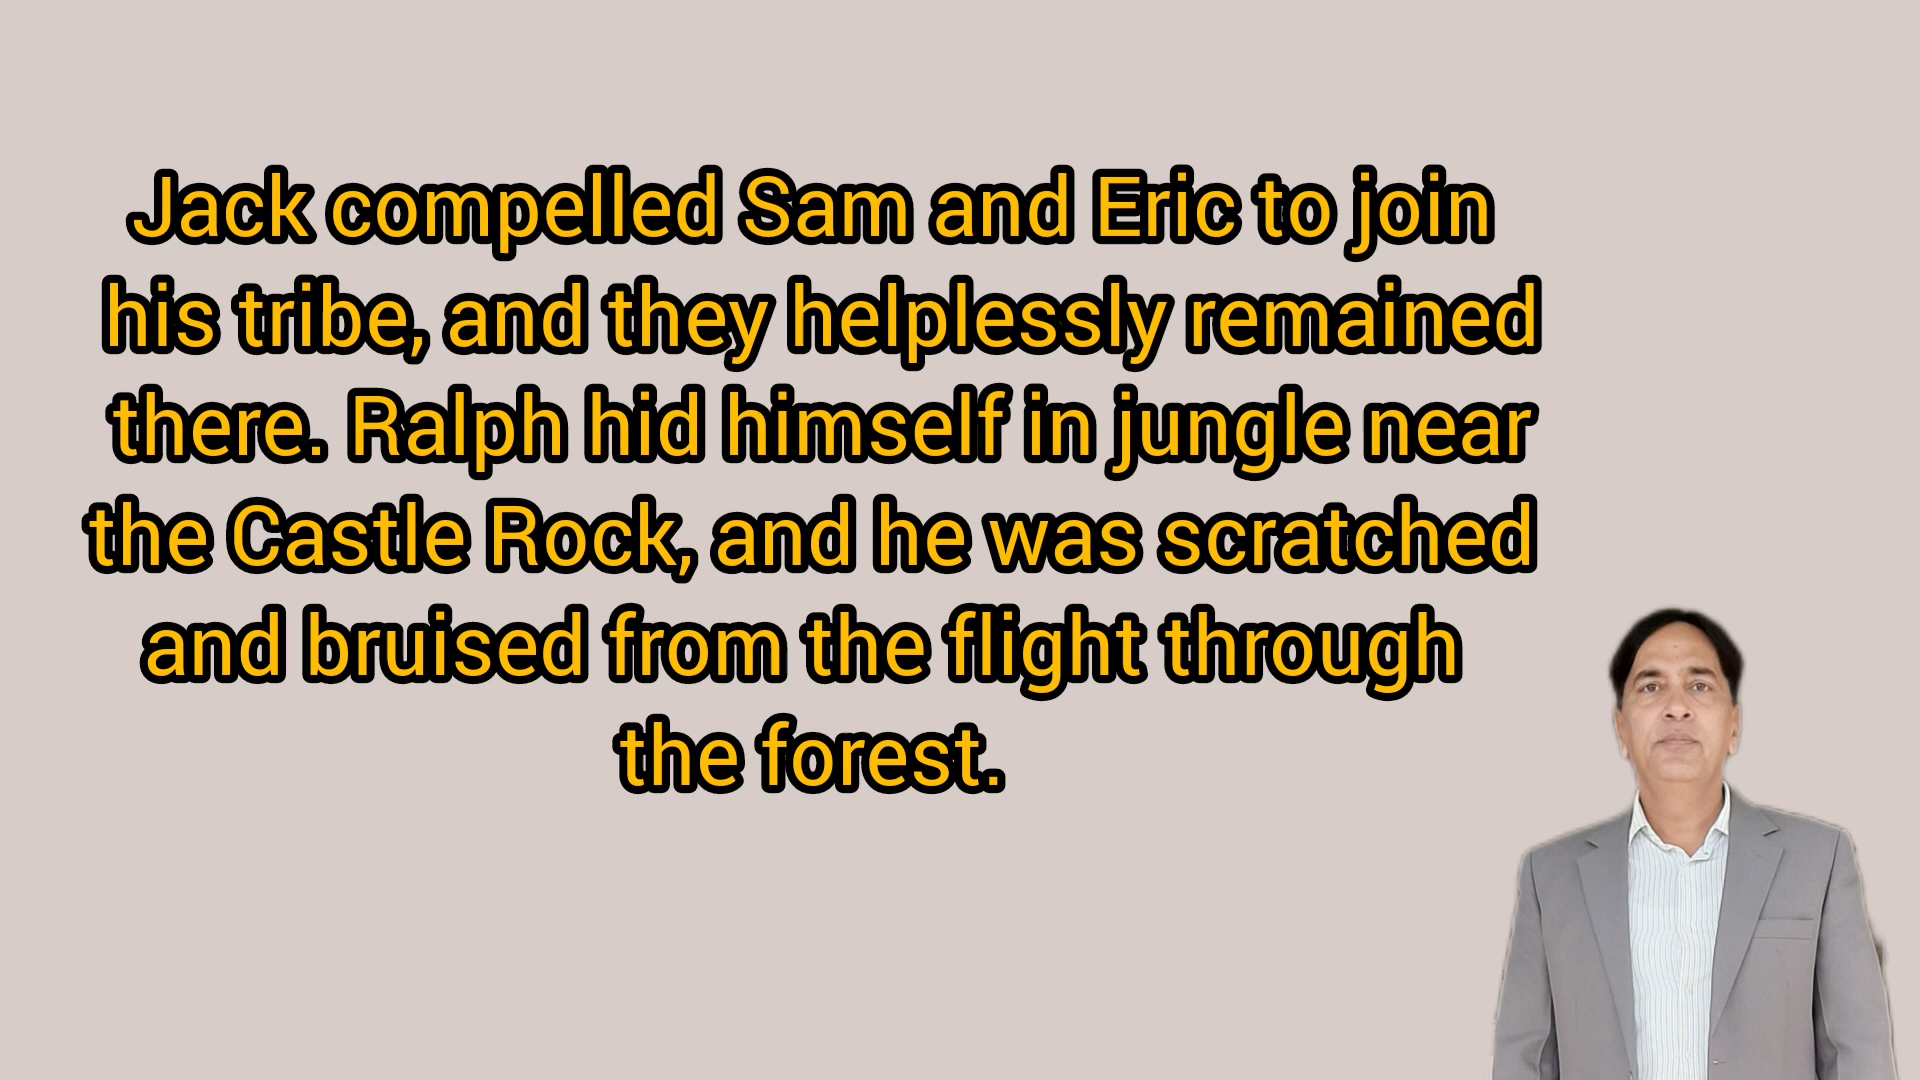 Jack compelled Sam and Eric to join
his tribe, and they helplessly remained
there. Ralph hid himself in jungle near
the Castle Rock, and he was scratched
and bruised from the flight through
the forest.